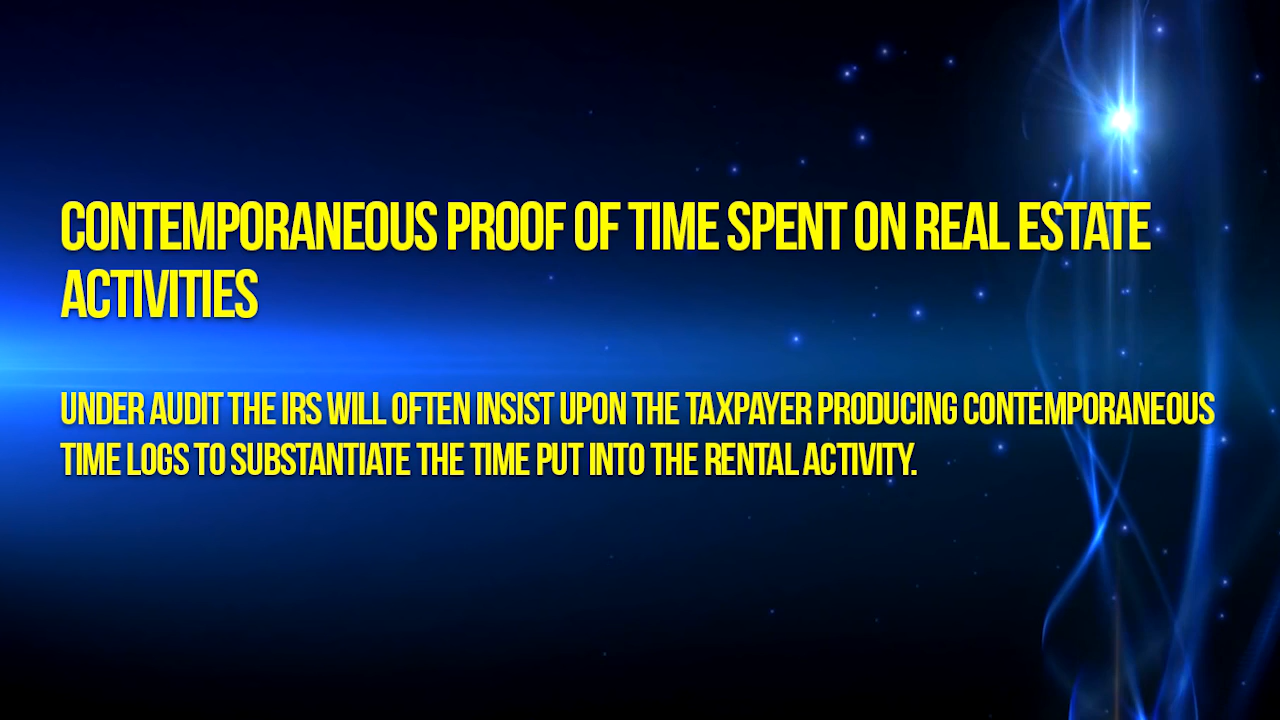 CONTEMPORANEOUS PROOF OF TIME SPENT ON REAL ESTATE
ACTIVITIES
UNDER AUDIT THE IRS WILL OFTEN INSIST UPON THE TAXPAYER PRODUCING CONTEMPORANEOUS
TIME LOGS TO SUBSTANTIATE THE TIME PUT INTO THE RENTAL ACTIVITY.